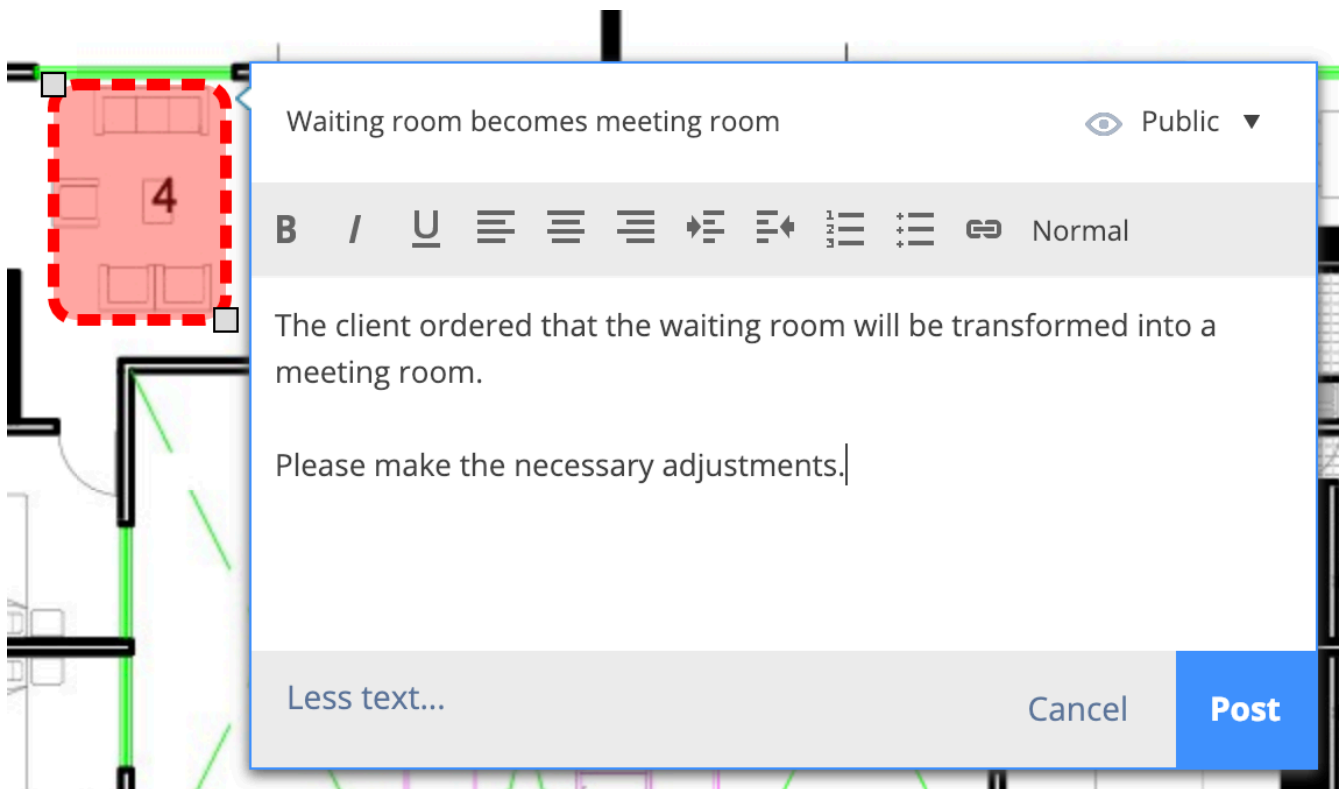 4
Waiting room becomes meeting room
Public
B I U Normal
The client ordered that the waiting room will be transformed into a
meeting room.
Please make the necessary adjustments.
Less text...
Cancel
Post